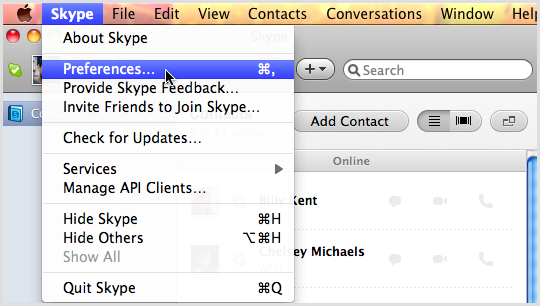 Skype File Edit View Contacts Conversations Window Help
About Skype
Preferences... ⌘,
Search
Provide Skype Feedback...
Invite Friends to Join Skype...
Add Contact
Check for Updates...
Online
Services
Manage API Clients...
Billy Kent
Hide Skype ⌘H
Hide Others ⌥⌘H
Chelsey Michaels
Show All
Quit Skype ⌘Q